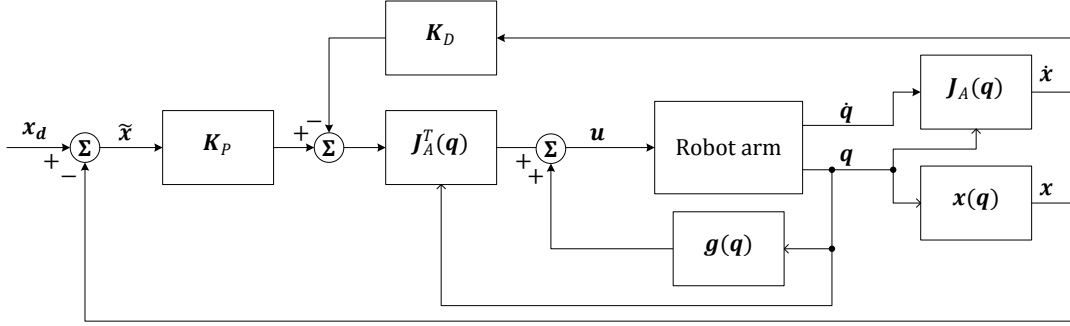 K_D
x_d
+
−
Σ
x̃
K_P
+
−
Σ
J_A^T(q)
+
+
Σ
u
Robot arm
q̇
q
J_A(q)
ẋ
x(q)
x
g(q)